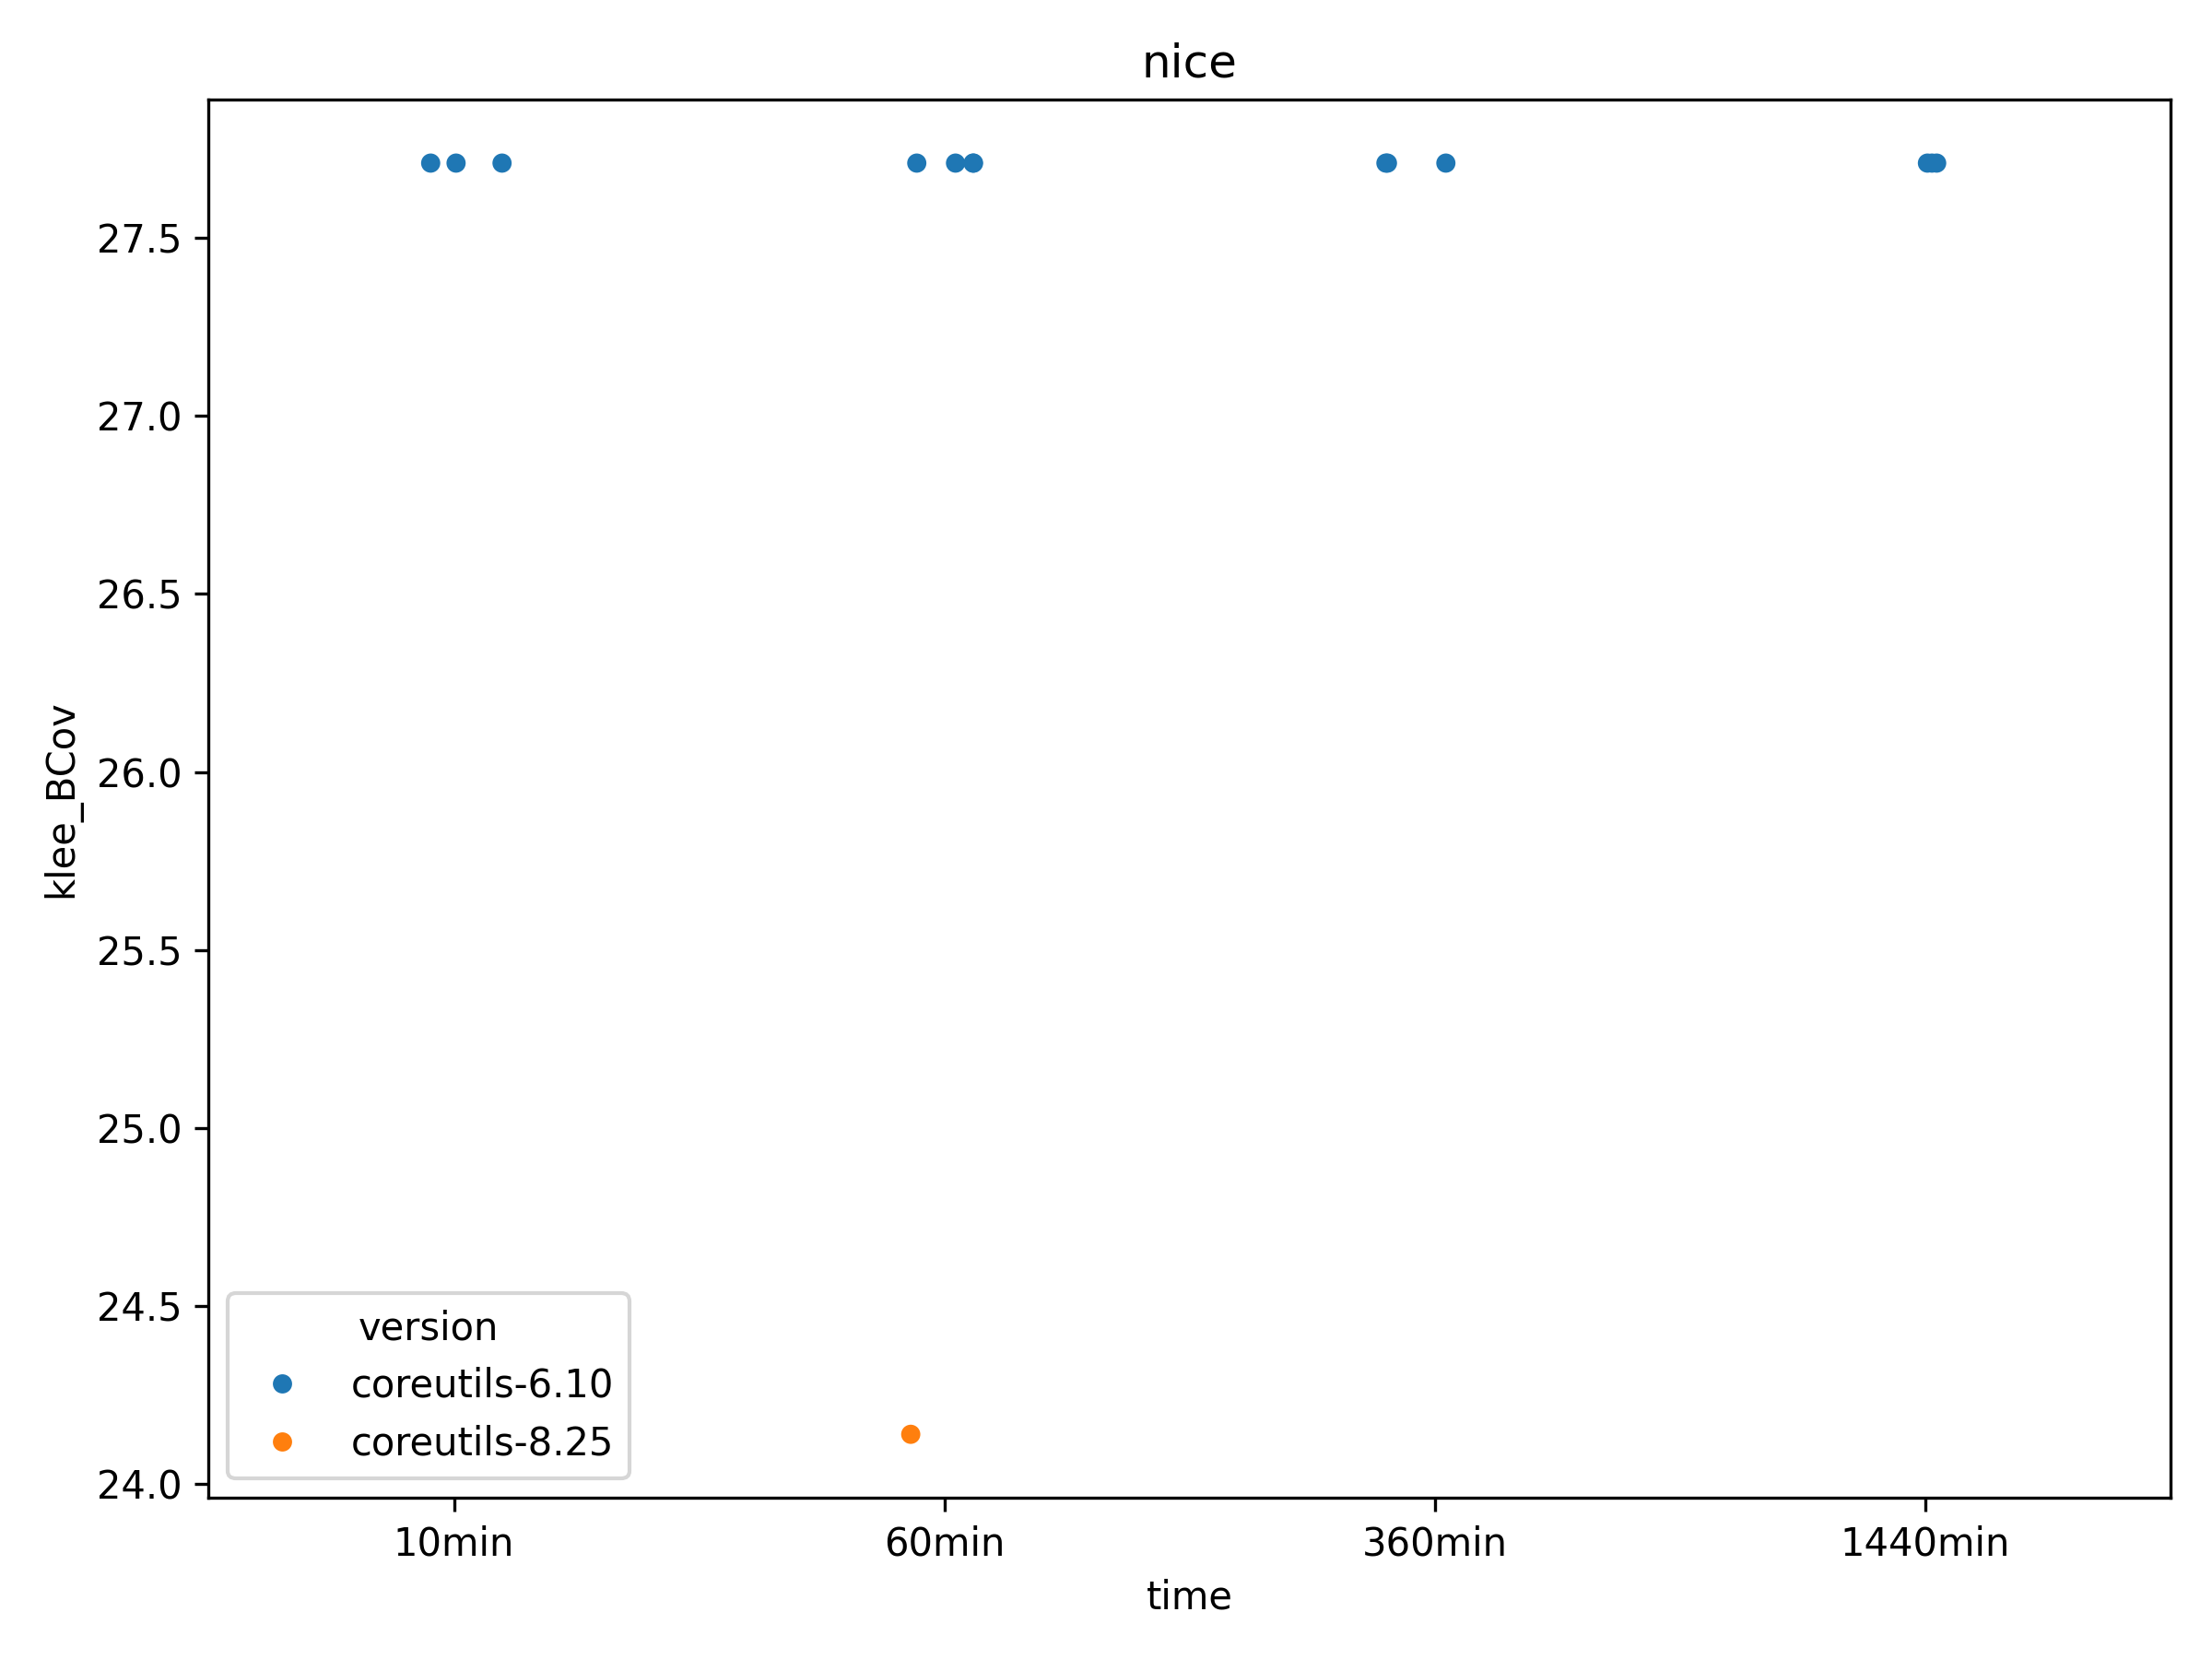 nice
klee_BCov
27.5
27.0
26.5
26.0
25.5
25.0
24.5
24.0
version
coreutils-6.10
coreutils-8.25
10min
60min
360min
1440min
time